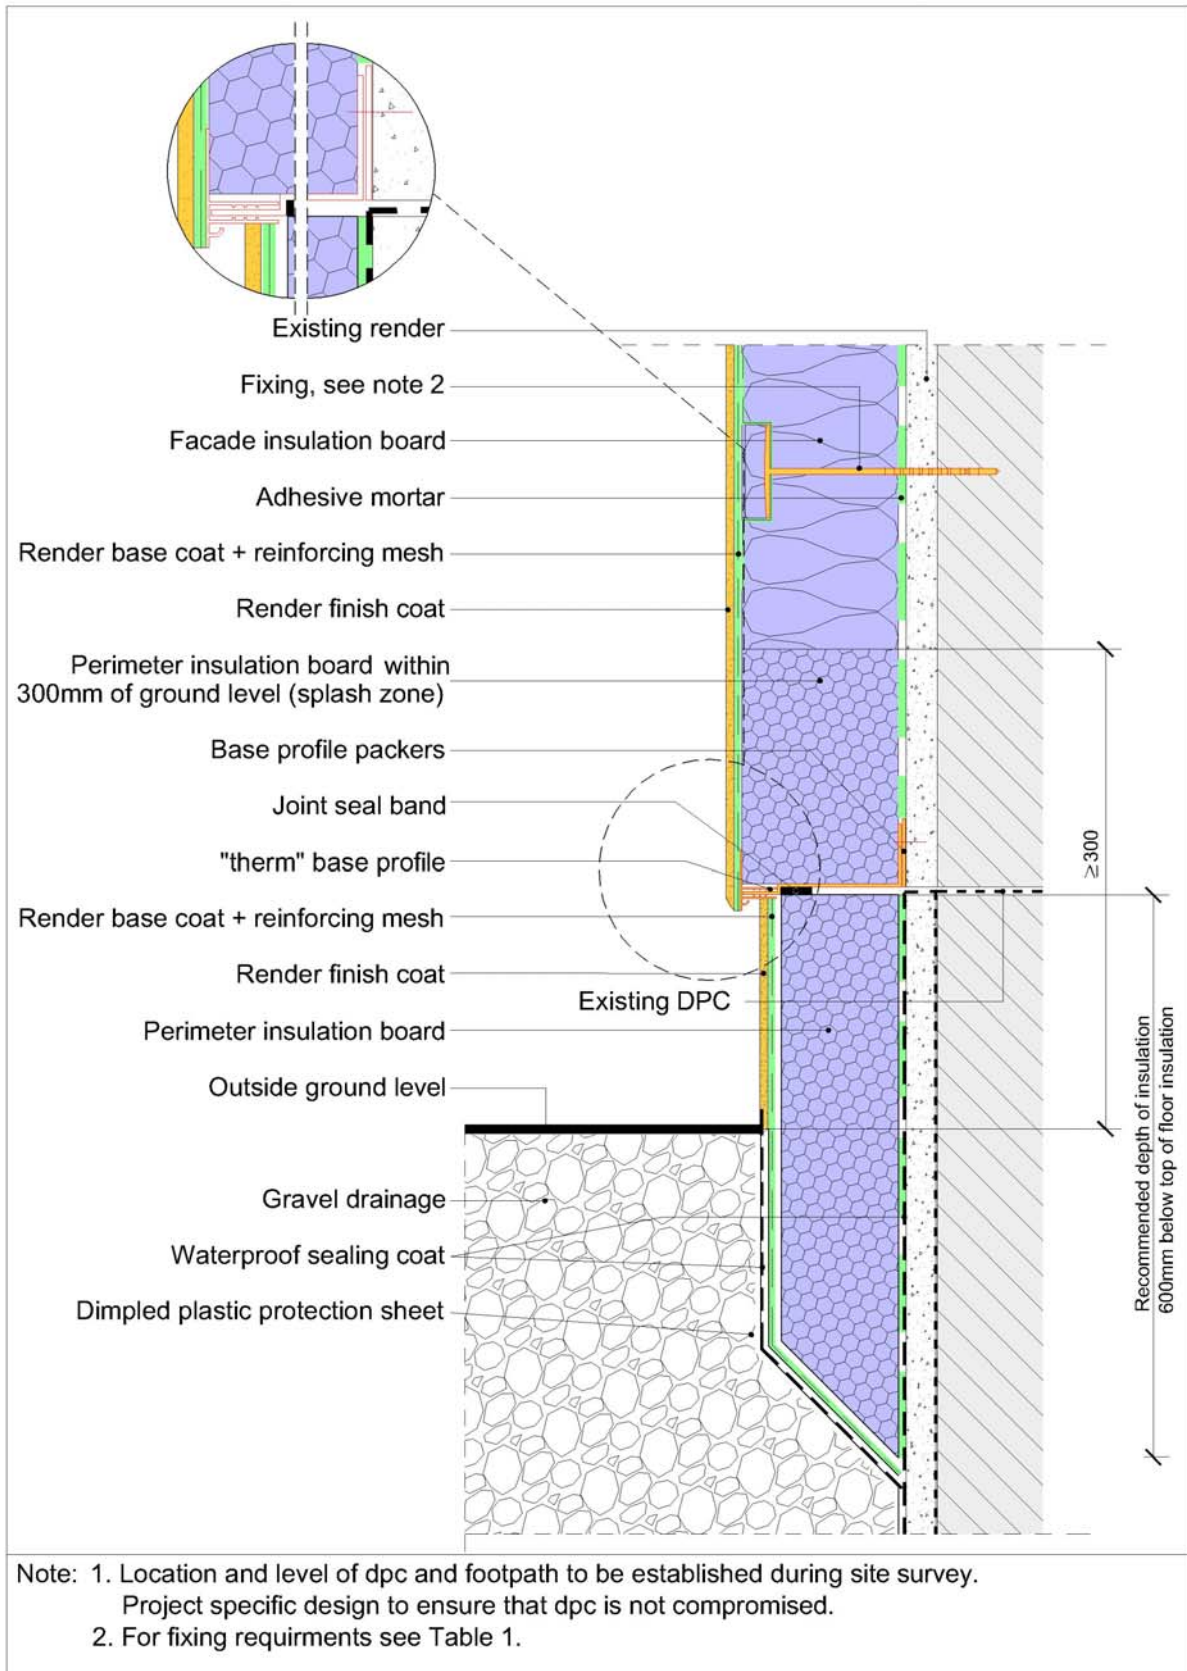 Existing render
Fixing, see note 2
Facade insulation board
Adhesive mortar
Render base coat + reinforcing mesh
Render finish coat
Perimeter insulation board within
300mm of ground level (splash zone)
Base profile packers
Joint seal band
"therm" base profile
Render base coat + reinforcing mesh
Render finish coat
Existing DPC
Perimeter insulation board
Outside ground level
Gravel drainage
Waterproof sealing coat
Dimpled plastic protection sheet
≥300
Recommended depth of insulation
600mm below top of floor insulation
Note: 1. Location and level of dpc and footpath to be established during site survey.
Project specific design to ensure that dpc is not compromised.
2. For fixing requirments see Table 1.